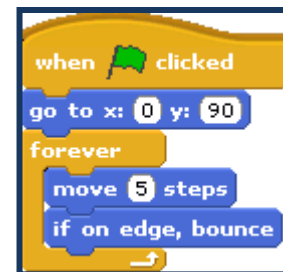 when clicked
go to x: 0 y: 90
forever
move 5 steps
if on edge, bounce